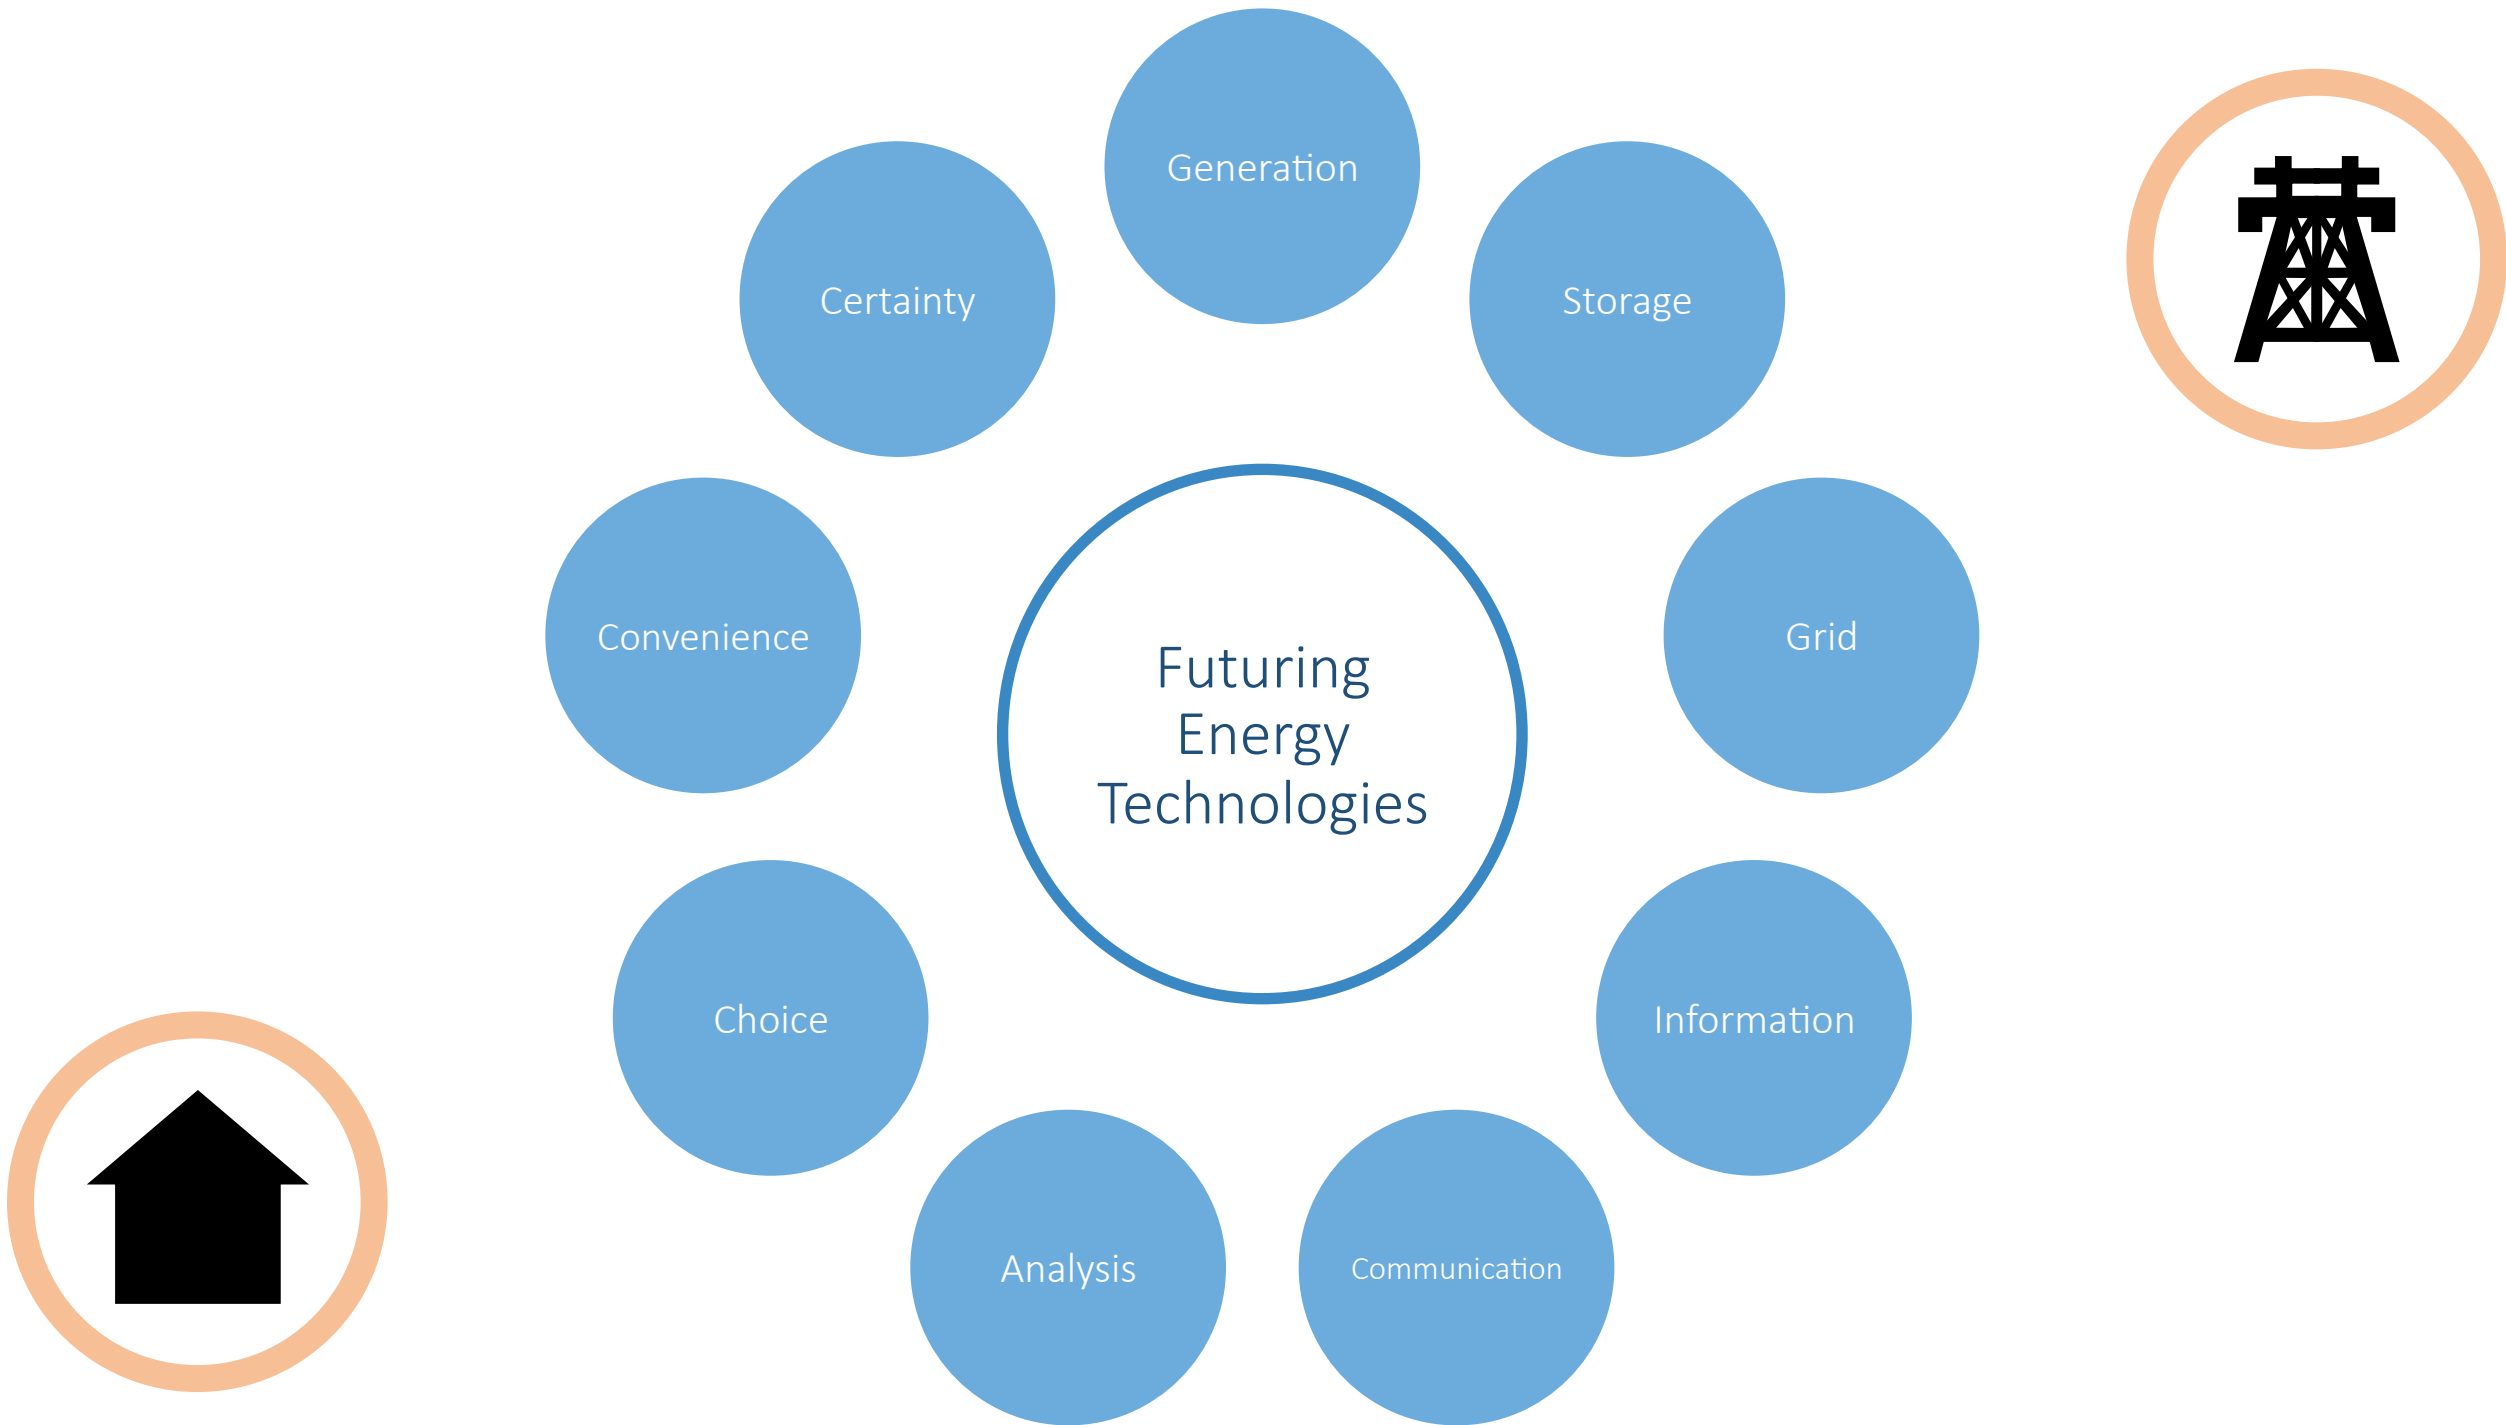 Generation
Certainty
Storage
Convenience
Grid
Futuring
Energy
Technologies
Choice
Information
Analysis
Communication